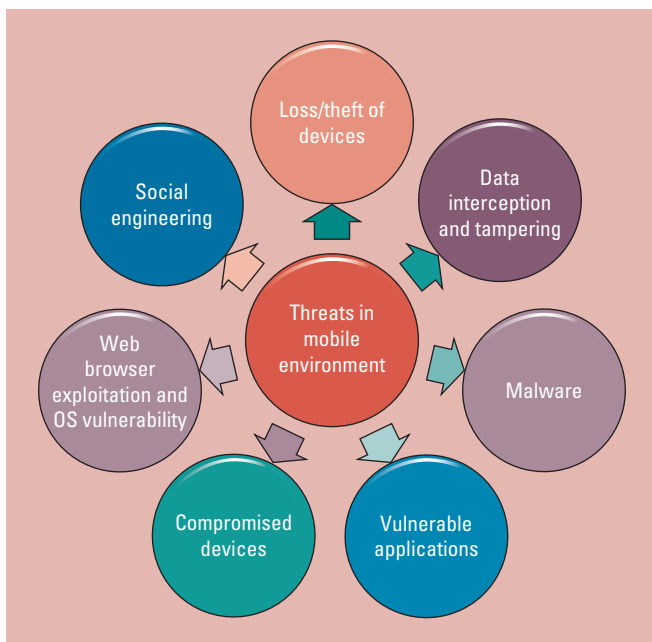 Loss/theft of
devices
Data
interception
and tampering
Malware
Vulnerable
applications
Compromised
devices
Web
browser
exploitation and
OS vulnerability
Social
engineering
Threats in
mobile
environment